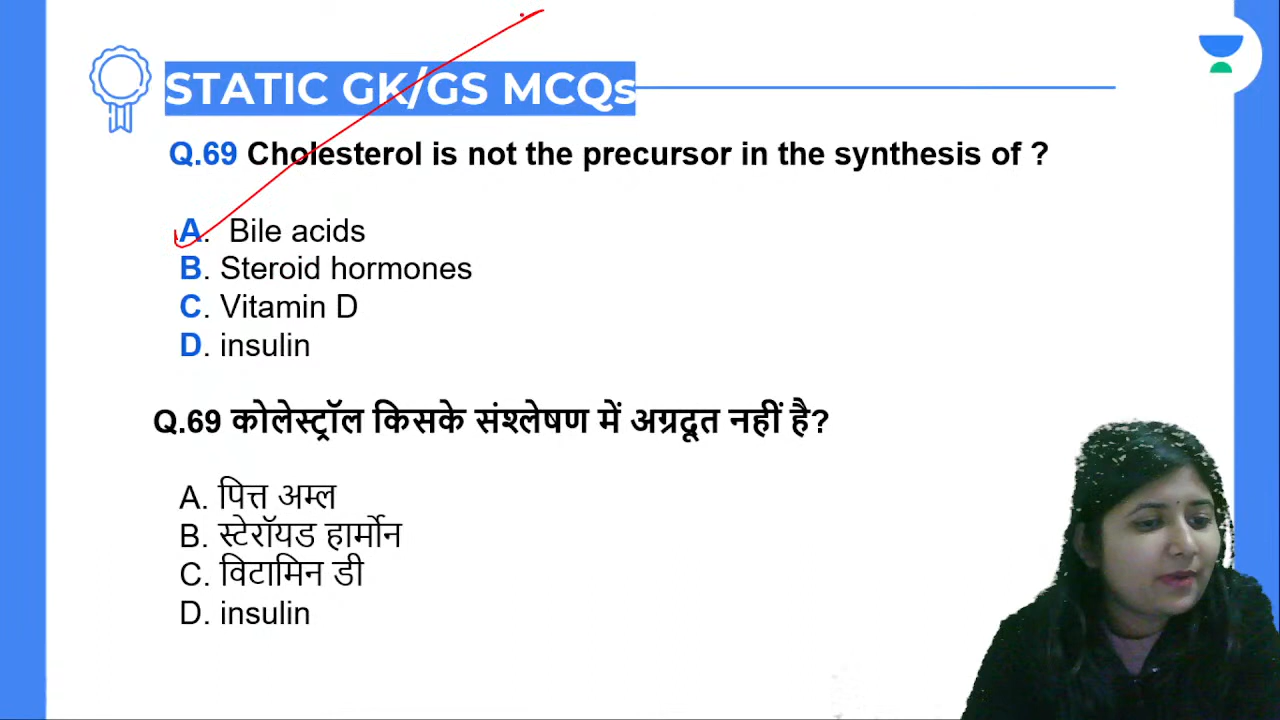 STATIC GK/GS MCQs
Q.69 Cholesterol is not the precursor in the synthesis of ?
A. Bile acids
B. Steroid hormones
C. Vitamin D
D. insulin
Q.69 कोलेस्ट्रॉल किसके संश्लेषण में अग्रदूत नहीं है?
A. पित्त अम्ल
B. स्टेरॉयड हार्मोन
C. विटामिन डी
D. insulin